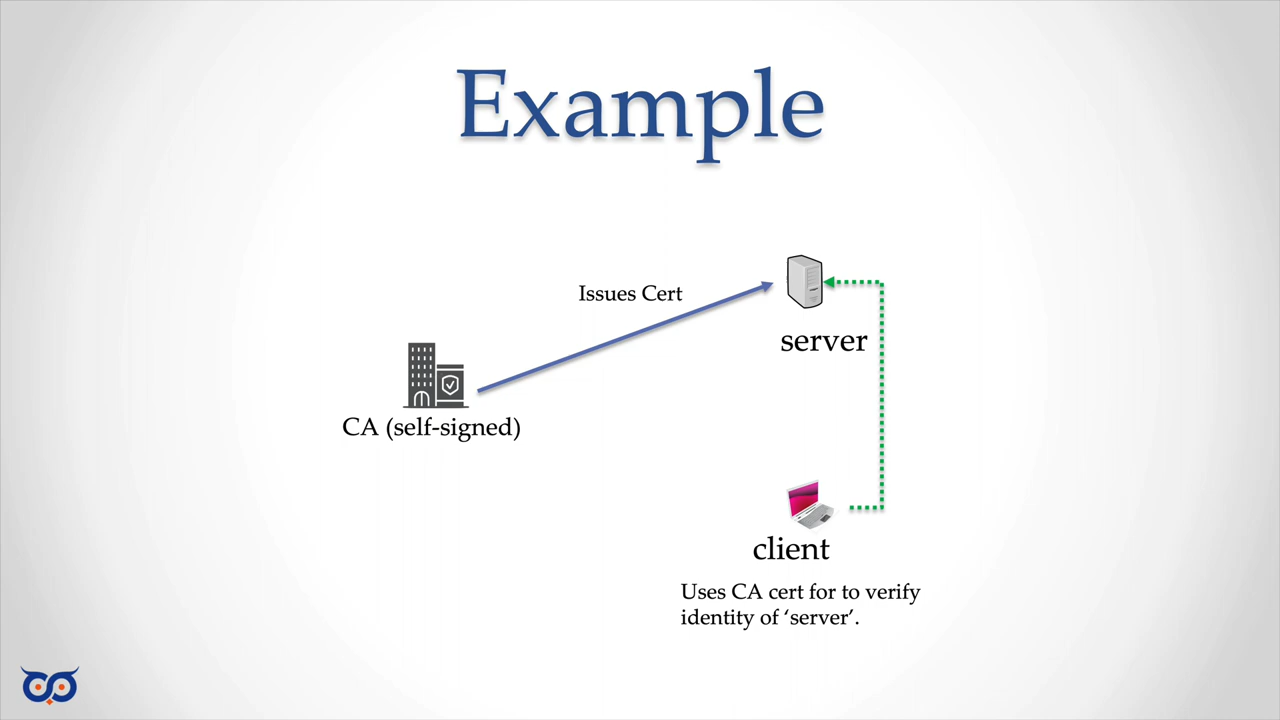 Example
Issues Cert
server
CA (self-signed)
client
Uses CA cert for to verify
identity of ‘server’.